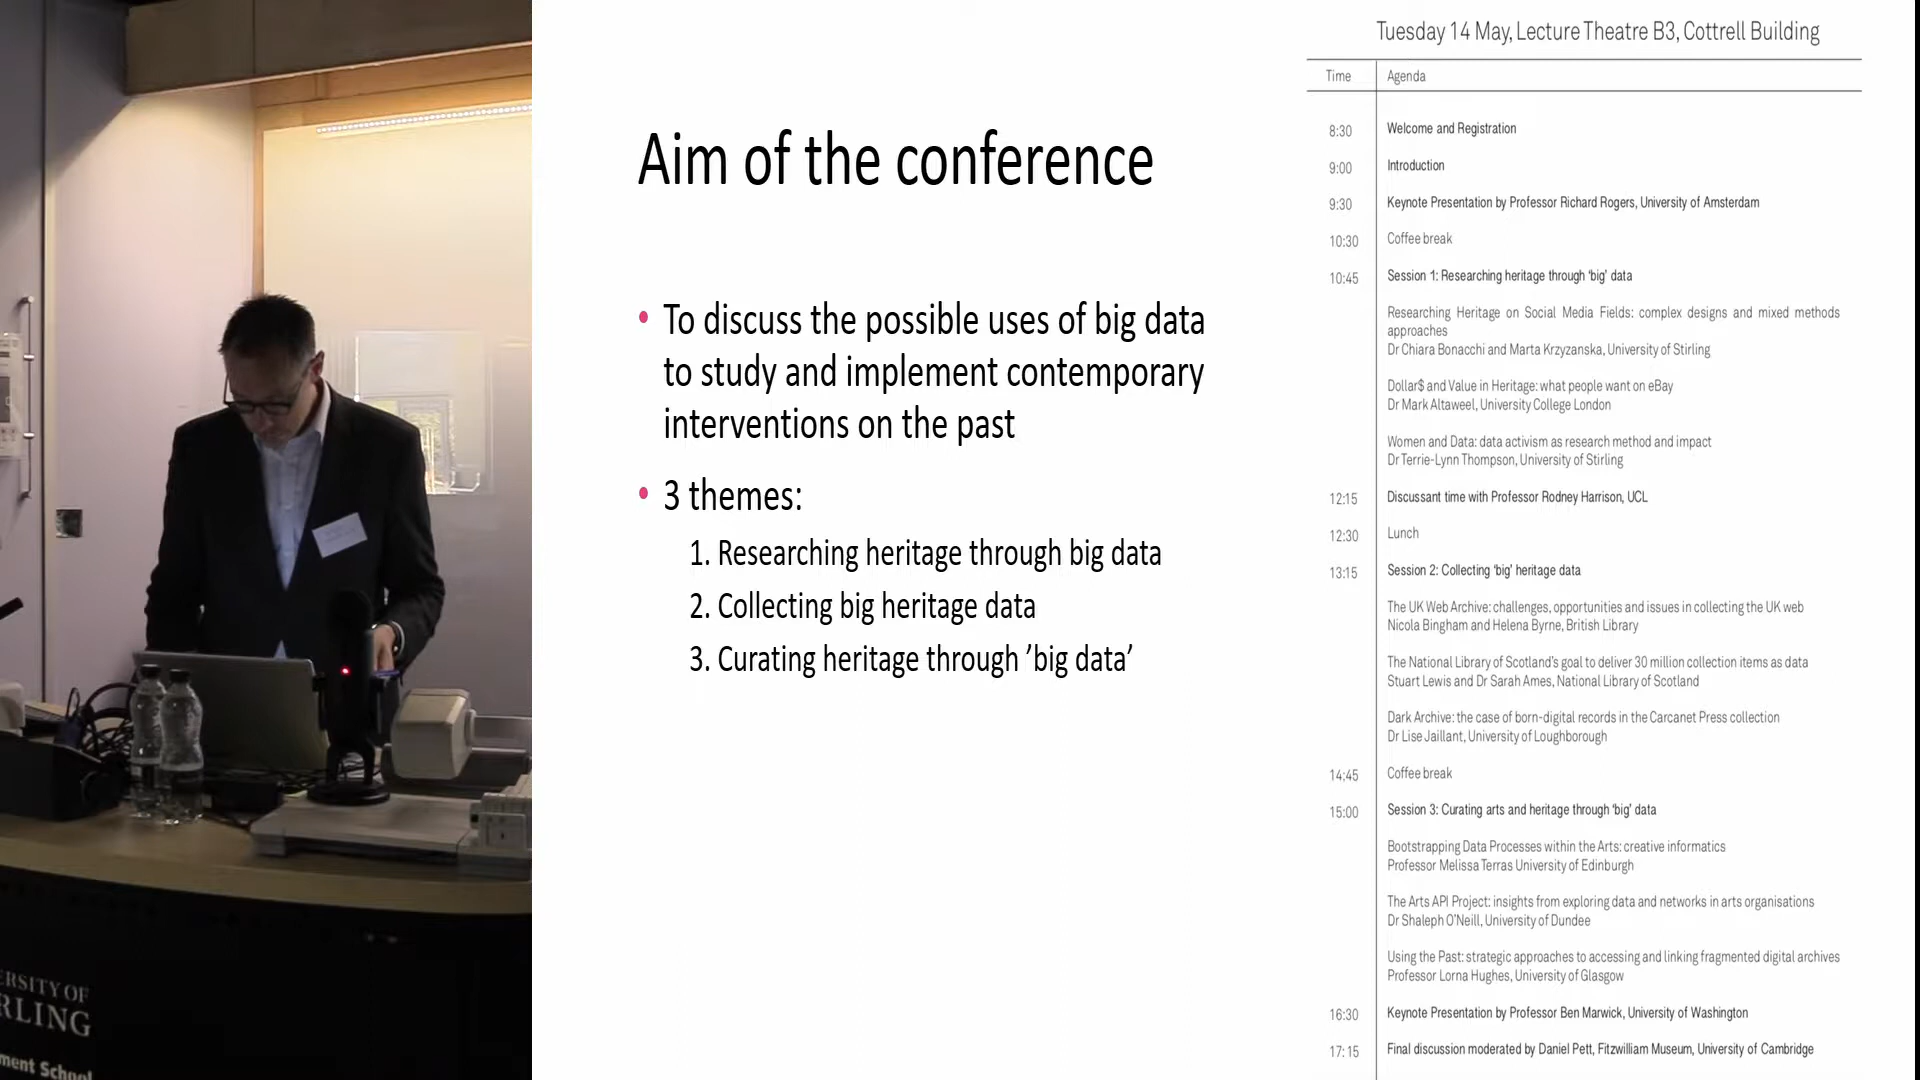 Aim of the conference
• To discuss the possible uses of big data
to study and implement contemporary
interventions on the past
• 3 themes:
1. Researching heritage through big data
2. Collecting big heritage data
3. Curating heritage through ’big data’
Tuesday 14 May, Lecture Theatre B3, Cottrell Building
Time Agenda
8:30 Welcome and Registration
9:00 Introduction
9:30 Keynote Presentation by Professor Richard Rogers, University of Amsterdam
10:30 Coffee break
10:45 Session 1: Researching heritage through ‘big’ data
Researching Heritage on Social Media Fields: complex designs and mixed methods
approaches
Dr Chiara Bonacchi and Marta Krzyzanska, University of Stirling
Dollar$ and Value in Heritage: what people want on eBay
Dr Mark Altaweel, University College London
Women and Data: data activism as research method and impact
Dr Terrie-Lynn Thompson, University of Stirling
12:15 Discussant time with Professor Rodney Harrison, UCL
12:30 Lunch
13:15 Session 2: Collecting ‘big’ heritage data
The UK Web Archive: challenges, opportunities and issues in collecting the UK web
Nicola Bingham and Helena Byrne, British Library
The National Library of Scotland’s goal to deliver 30 million collection items as data
Stuart Lewis and Dr Sarah Ames, National Library of Scotland
Dark Archive: the case of born-digital records in the Carcanet Press collection
Dr Lise Jaillant, University of Loughborough
14:45 Coffee break
15:00 Session 3: Curating arts and heritage through ‘big’ data
Bootstrapping Data Processes within the Arts: creative informatics
Professor Melissa Terras University of Edinburgh
The Arts API Project: insights from exploring data and networks in arts organisations
Dr Shaleph O’Neill, University of Dundee
Using the Past: strategic approaches to accessing and linking fragmented digital archives
Professor Lorna Hughes, University of Glasgow
16:30 Keynote Presentation by Professor Ben Marwick, University of Washington
17:15 Final discussion moderated by Daniel Pett, Fitzwilliam Museum, University of Cambridge
ERSITY OF
RLING
ment School